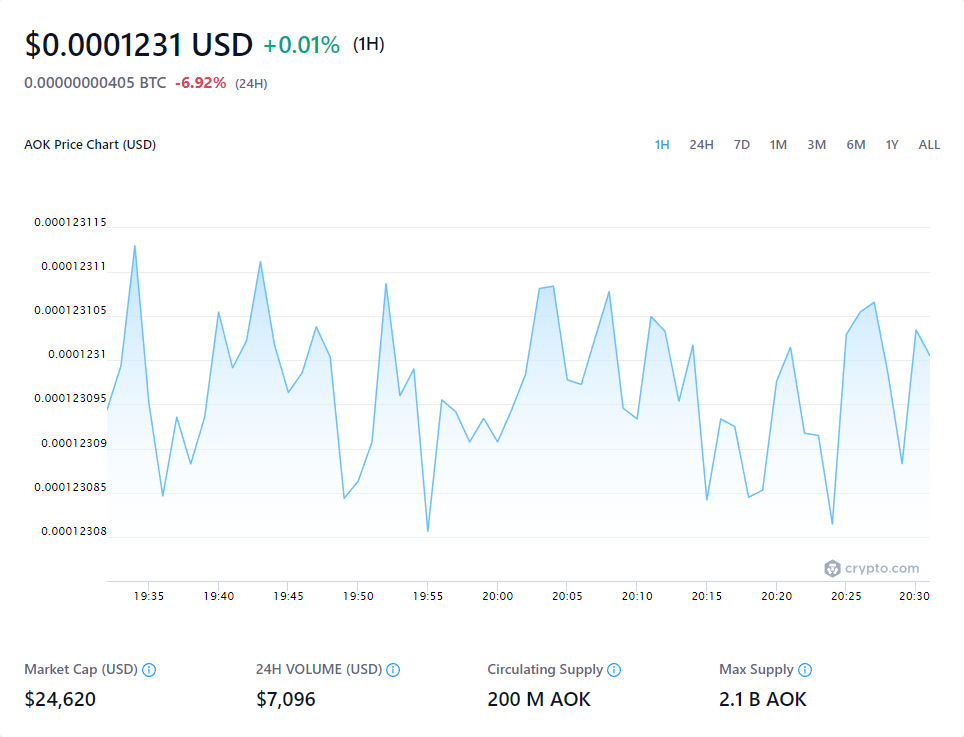 $0.0001231 USD +0.01% (1H)
0.00000000405 BTC -6.92% (24H)
AOK Price Chart (USD)
1H 24H 7D 1M 3M 6M 1Y ALL
0.000123115
0.00012311
0.000123105
0.0001231
0.000123095
0.00012309
0.000123085
0.00012308
crypto.com
19:35 19:40 19:45 19:50 19:55 20:00 20:05 20:10 20:15 20:20 20:25 20:30
Market Cap (USD) 24H VOLUME (USD) Circulating Supply Max Supply
$24,620 $7,096 200 M AOK 2.1 B AOK